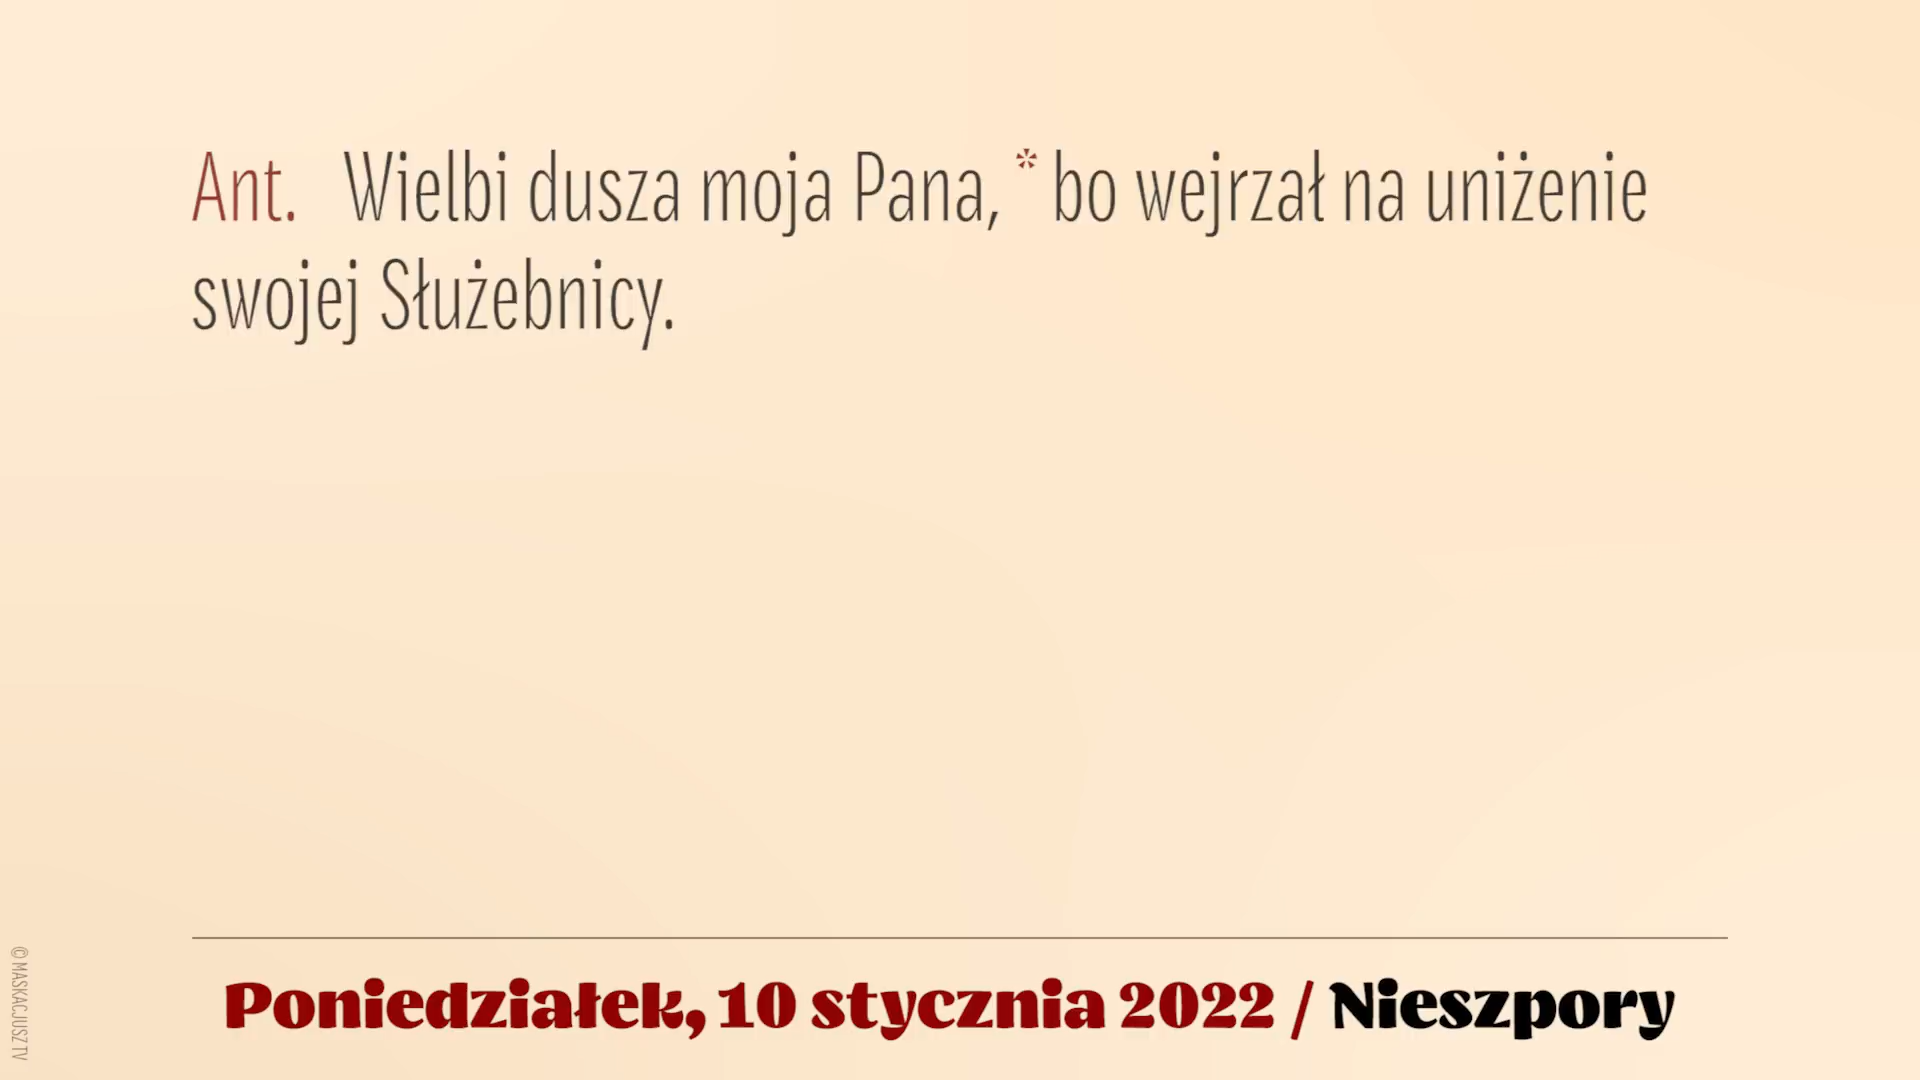 Ant. Wielbi dusza moja Pana, * bo wejrzał na uniżenie
swojej Służebnicy.
Poniedziałek, 10 stycznia 2022 / Nieszpory
© MASKACJUSZ TV